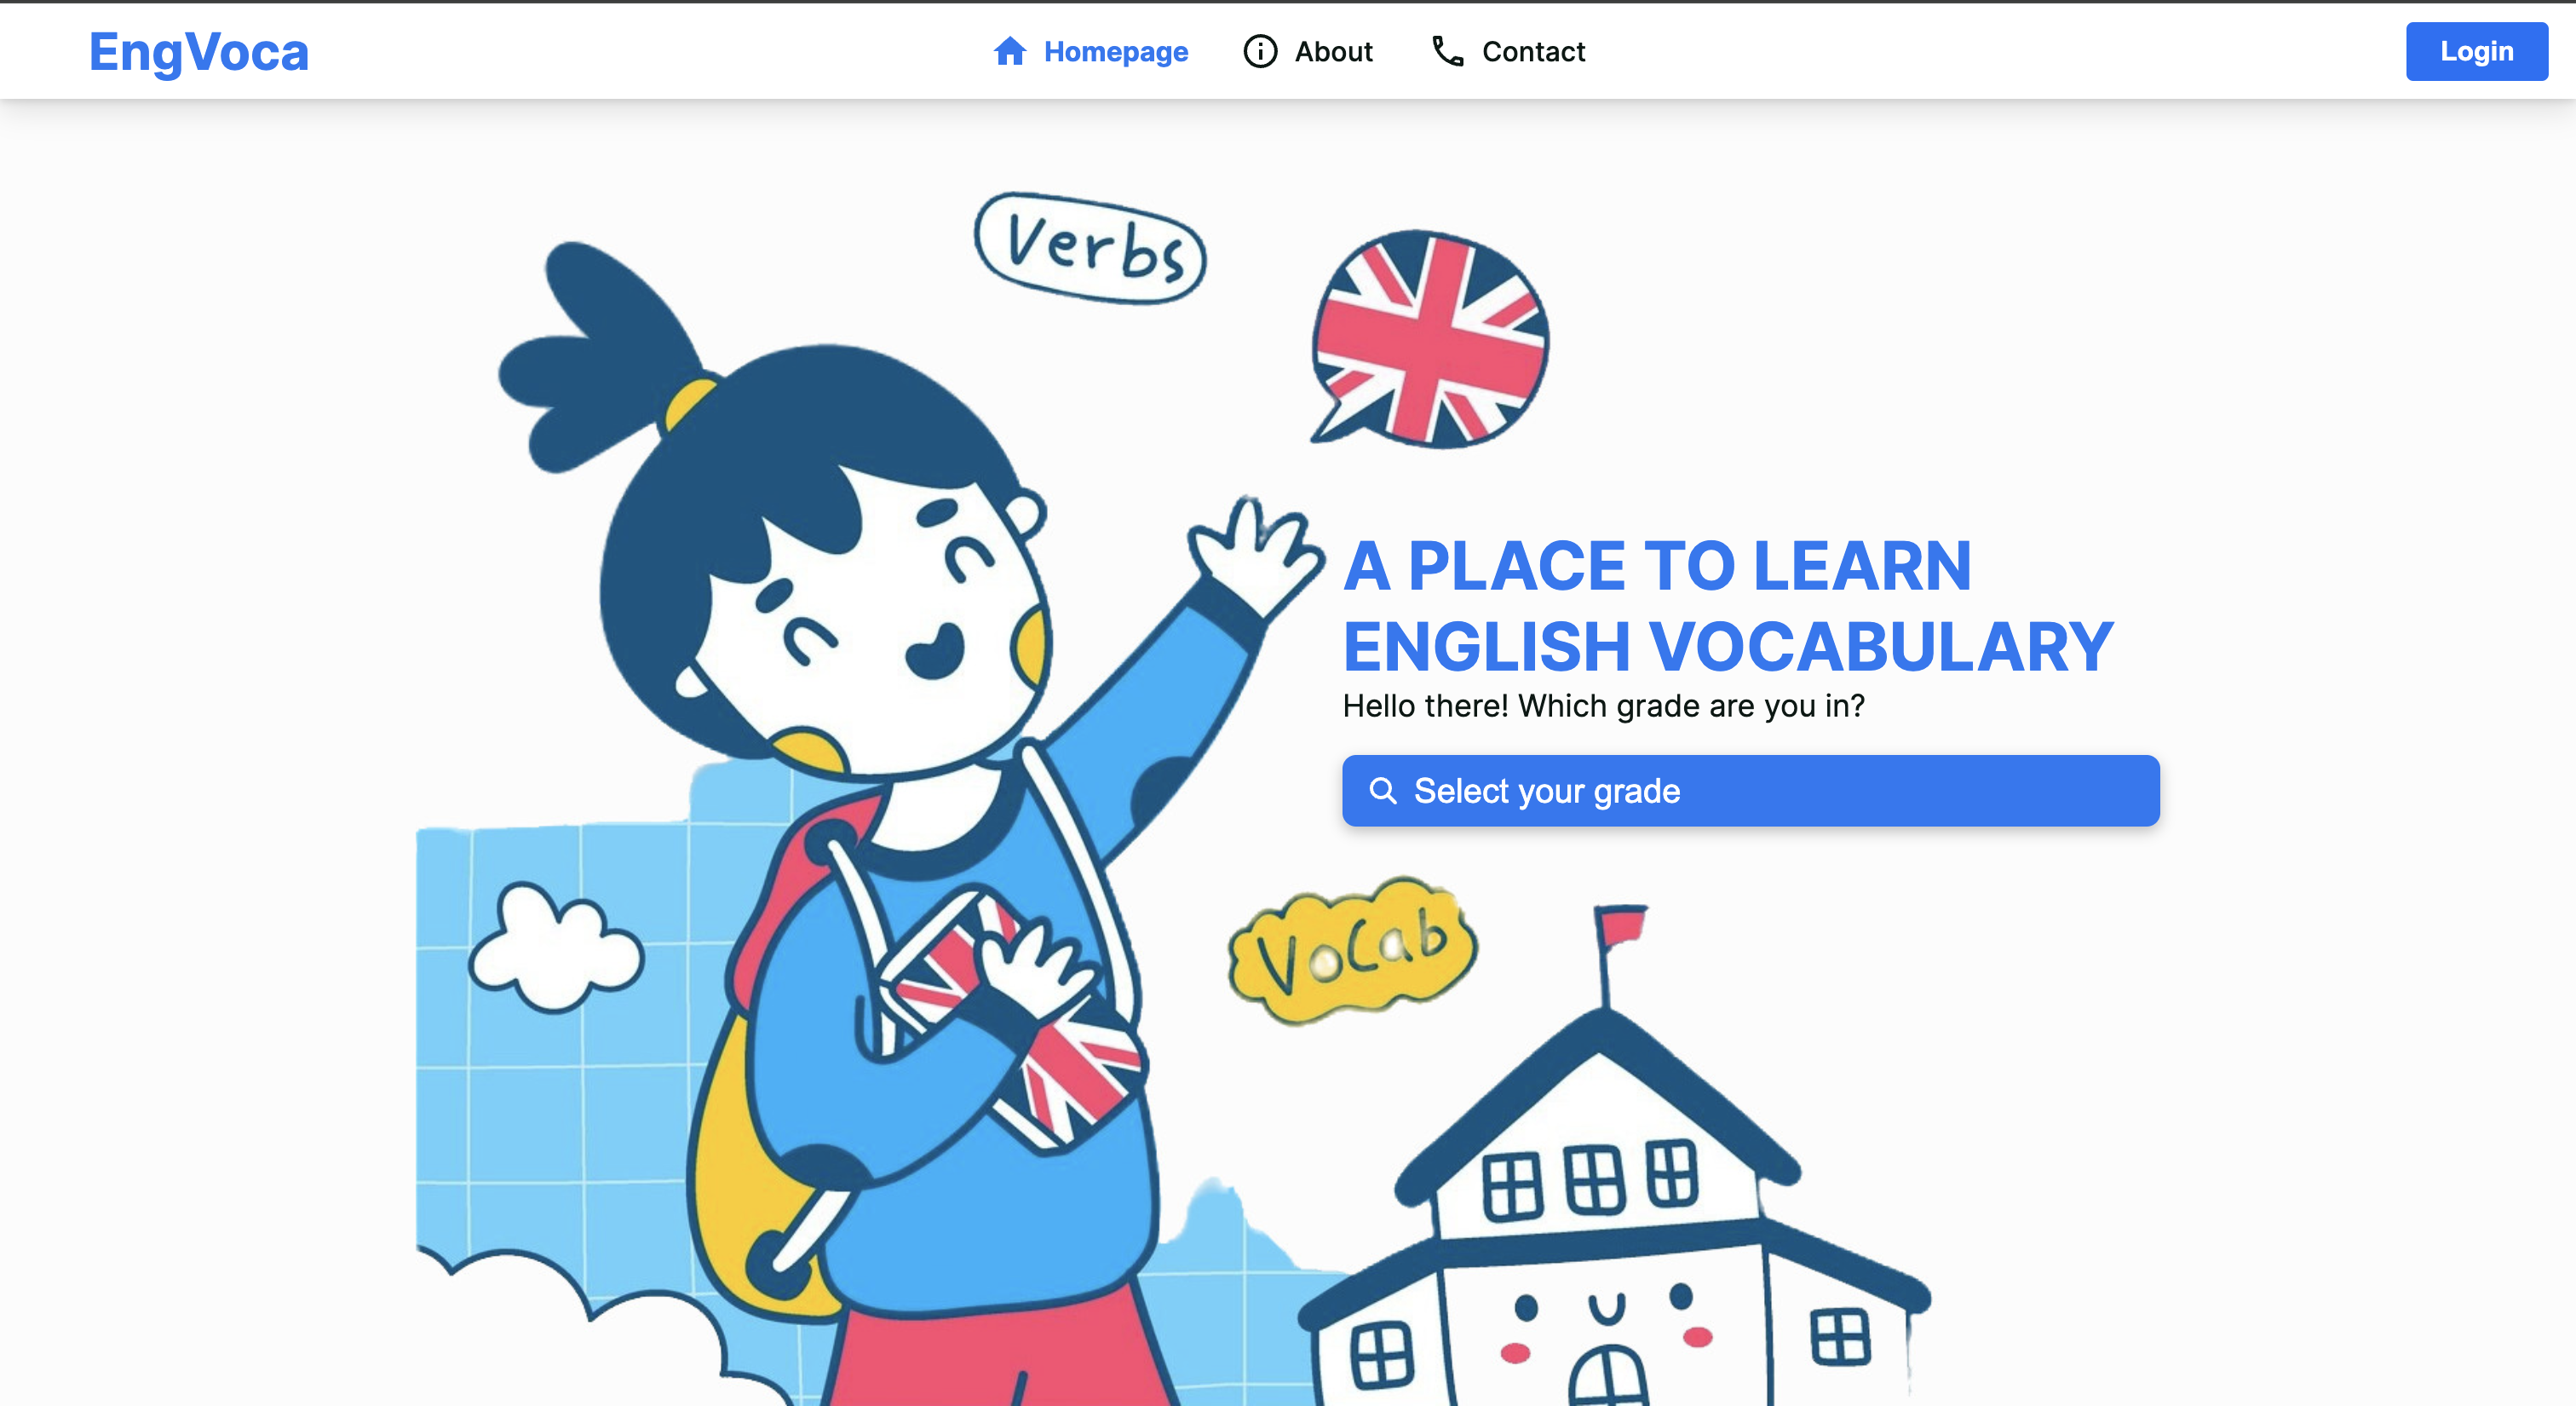 EngVoca
Homepage
About
Contact
Login
Verbs
A PLACE TO LEARN
ENGLISH VOCABULARY
Hello there! Which grade are you in?
Select your grade
Vocab